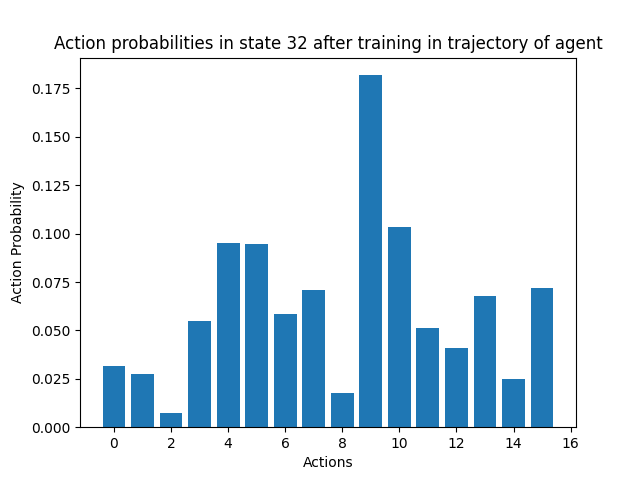 Action probabilities in state 32 after training in trajectory of agent
0.175
0.150
0.125
0.100
0.075
0.050
0.025
0.000
Action Probability
0 2 4 6 8 10 12 14 16
Actions